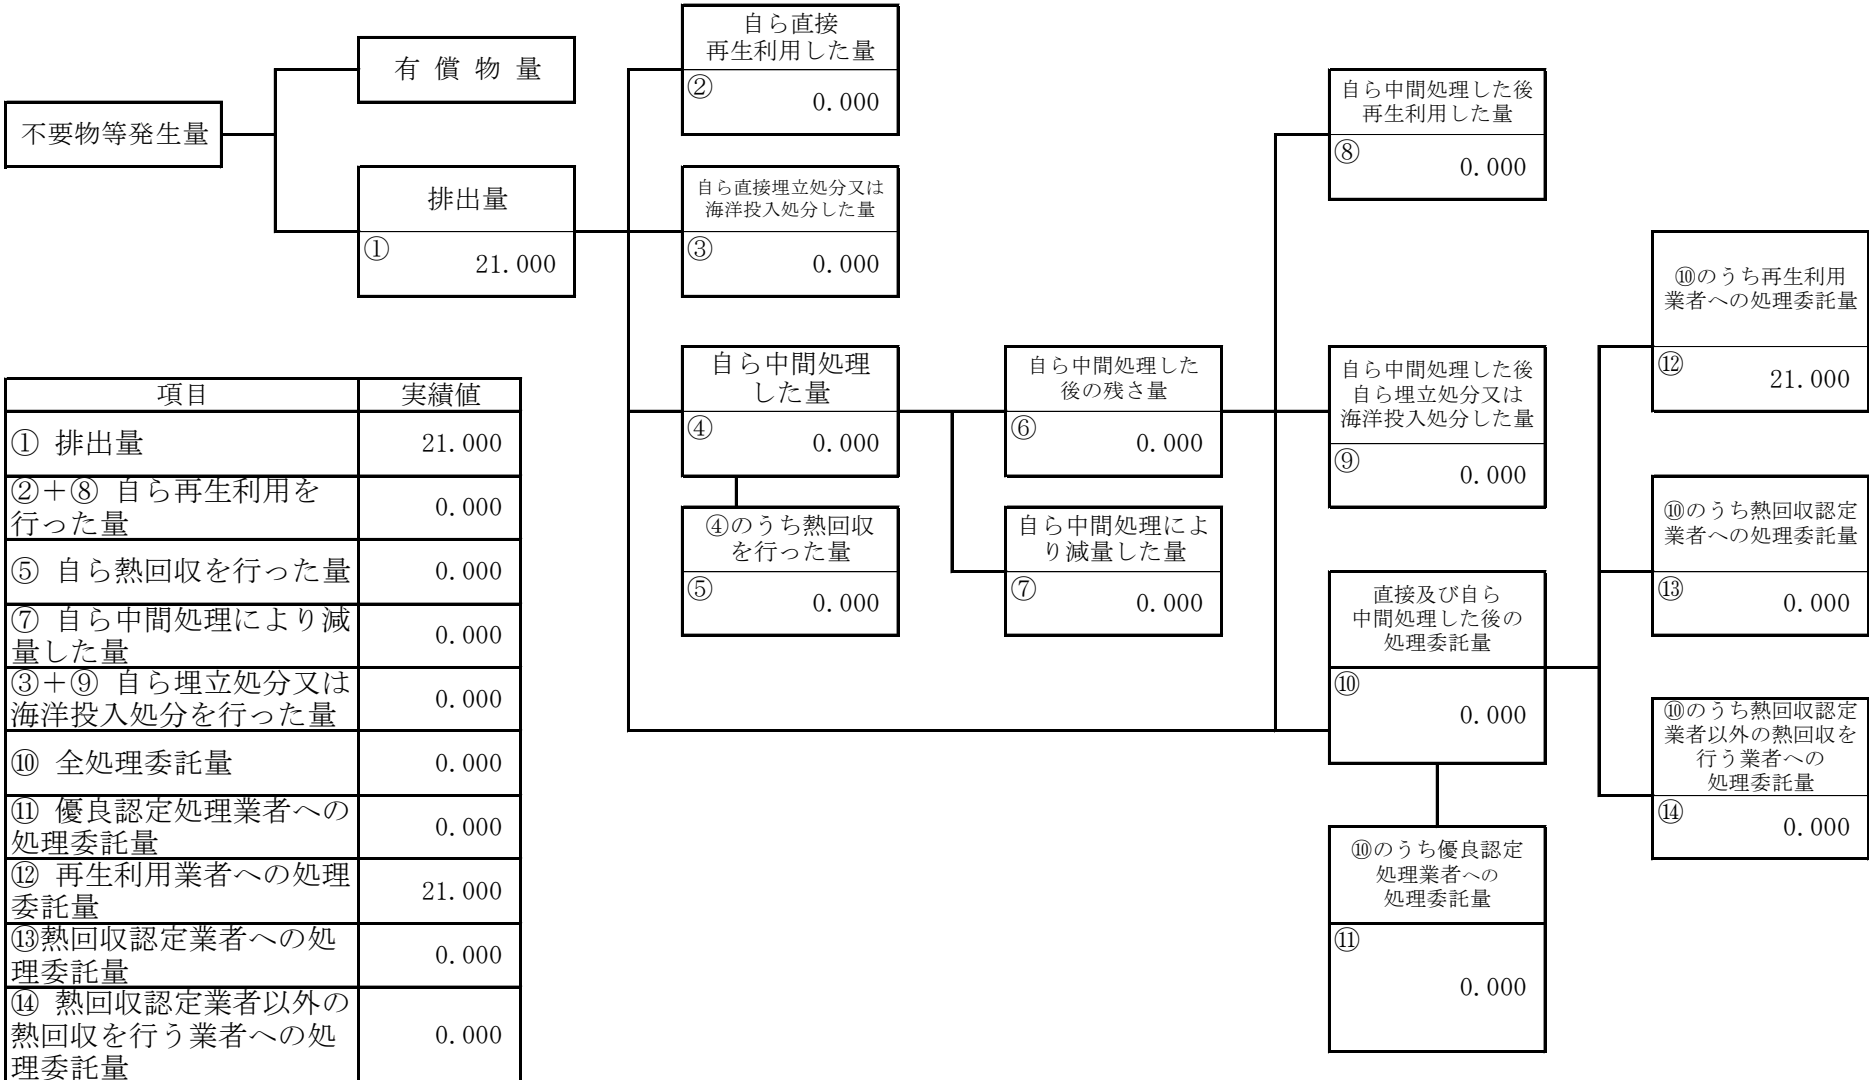 不要物等発生量
有 償 物 量
排出量
① 21.000
自ら直接
再生利用した量
② 0.000
自ら直接埋立処分又は
海洋投入処分した量
③ 0.000
自ら中間処理
した量
④ 0.000
④のうち熱回収
を行った量
⑤ 0.000
自ら中間処理した
後の残さ量
⑥ 0.000
自ら中間処理によ
り減量した量
⑦ 0.000
自ら中間処理した後
再生利用した量
⑧ 0.000
自ら中間処理した後
自ら埋立処分又は
海洋投入処分した量
⑨ 0.000
直接及び自ら
中間処理した後の
処理委託量
⑩ 0.000
⑩のうち優良認定
処理業者への
処理委託量
⑪ 0.000
⑩のうち再生利用
業者への処理委託量
⑫ 21.000
⑩のうち熱回収認定
業者への処理委託量
⑬ 0.000
⑩のうち熱回収認定
業者以外の熱回収を
行う業者への
処理委託量
⑭ 0.000
項目 実績値
① 排出量 21.000
②＋⑧ 自ら再生利用を
行った量 0.000
⑤ 自ら熱回収を行った量 0.000
⑦ 自ら中間処理により減
量した量 0.000
③＋⑨ 自ら埋立処分又は
海洋投入処分を行った量 0.000
⑩ 全処理委託量 0.000
⑪ 優良認定処理業者への
処理委託量 0.000
⑫ 再生利用業者への処理
委託量 21.000
⑬熱回収認定業者への処
理委託量 0.000
⑭ 熱回収認定業者以外の
熱回収を行う業者への処
理委託量 0.000